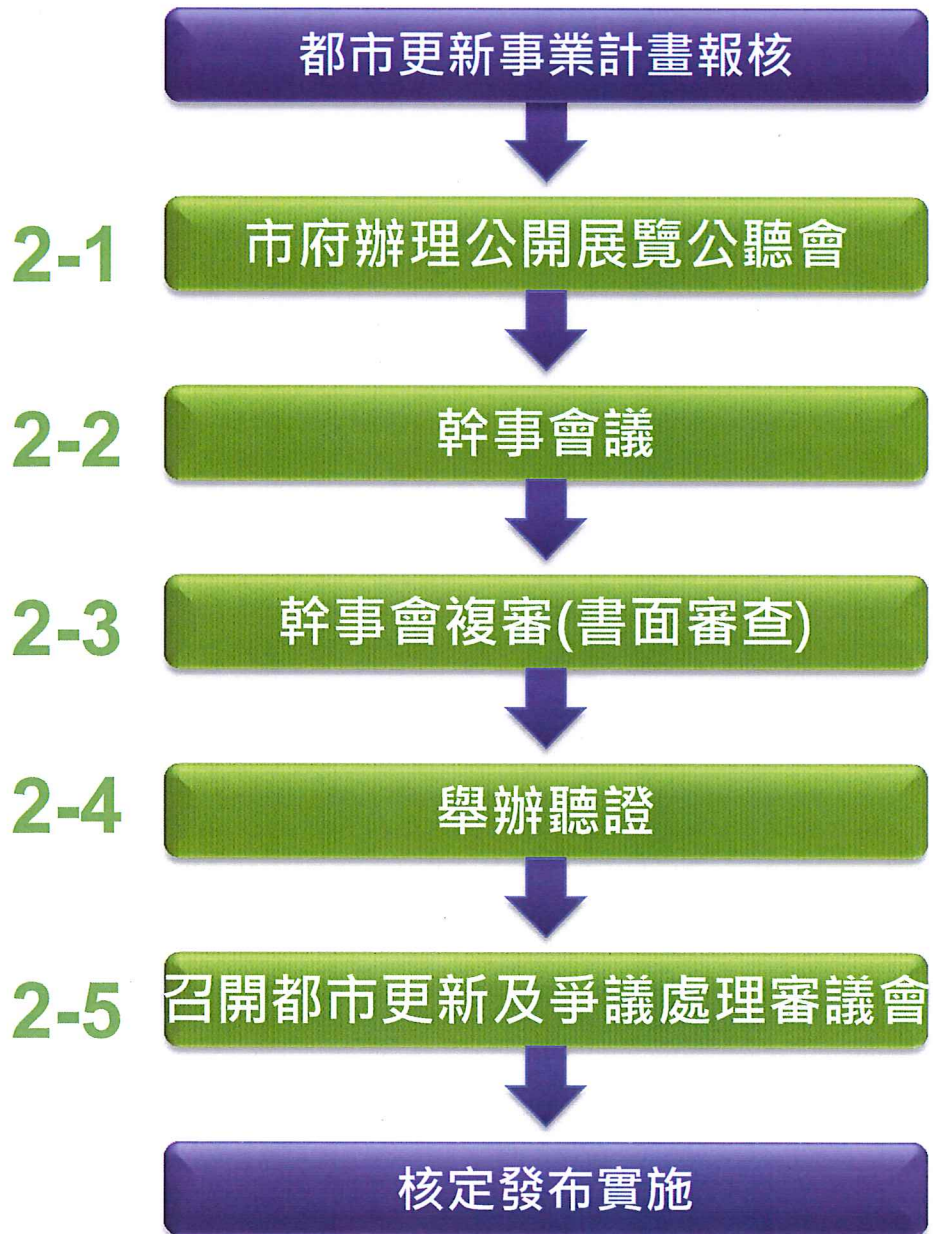 都市更新事業計畫報核
2-1 市府辦理公開展覽公聽會
2-2 幹事會議
2-3 幹事會複審(書面審查)
2-4 舉辦聽證
2-5 召開都市更新及爭議處理審議會
核定發布實施